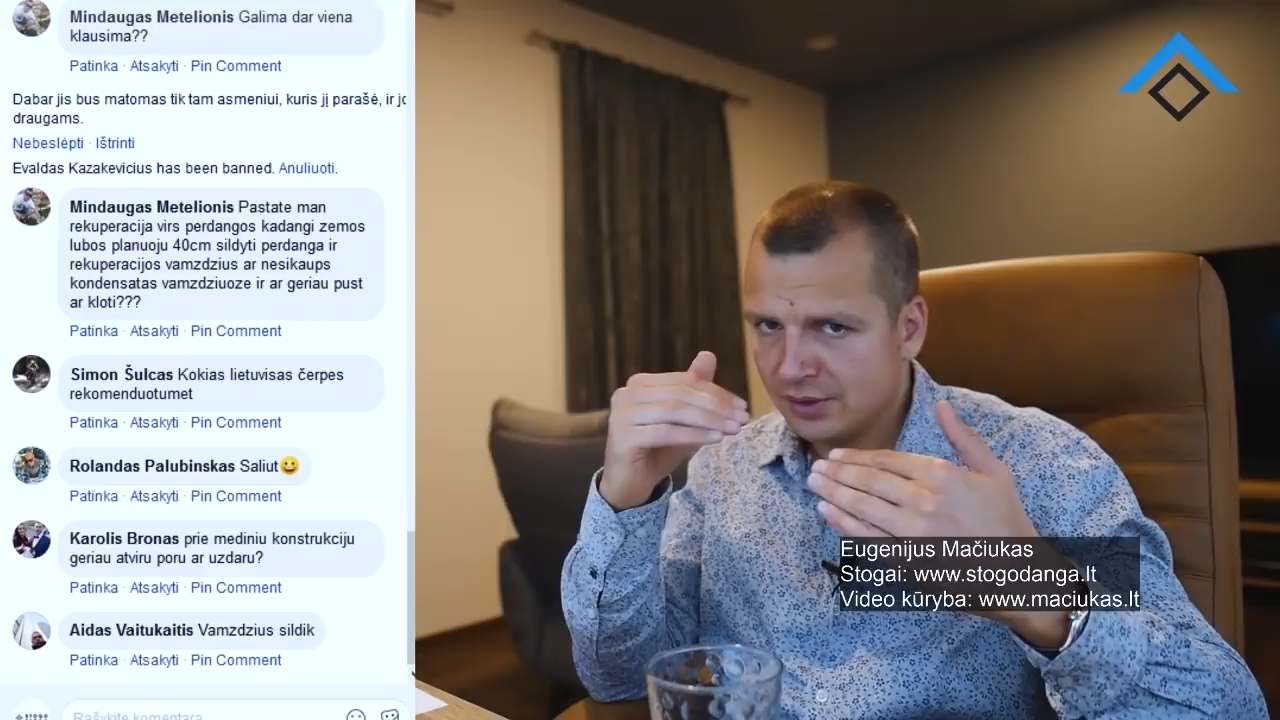 Mindaugas Metelionis Galima dar viena
klausima??
Patinka · Atsakyti · Pin Comment
Dabar jis bus matomas tik tam asmeniui, kuris jį parašė, ir jo
draugams.
Neb­eslėpti · Ištrinti
Evaldas Kazakevicius has been banned. Anuliuoti.
Mindaugas Metelionis Pastate man
rekuperacija virs perdangos kadangi zemos
lubos planuoju 40cm sildyti perdanga ir
rekuperacijos vamzdzius ar nesikaups
kondensatas vamzdziuoze ir ar geriau pust
ar kloti???
Patinka · Atsakyti · Pin Comment
Simon Šulcas Kokias lietuvisas čerpes
rekomenduotumet
Patinka · Atsakyti · Pin Comment
Rolandas Palubinskas Saliut😀
Patinka · Atsakyti · Pin Comment
Karolis Bronas prie mediniu konstrukciju
geriau atviru poru ar uzdaru?
Patinka · Atsakyti · Pin Comment
Aidas Vaitukaitis Vamzdzius sildik
Patinka · Atsakyti · Pin Comment
Rašykite komentarą
Eugenijus Mačiukas
Stogai: www.stogodanga.lt
Video kūryba: www.maciukas.lt